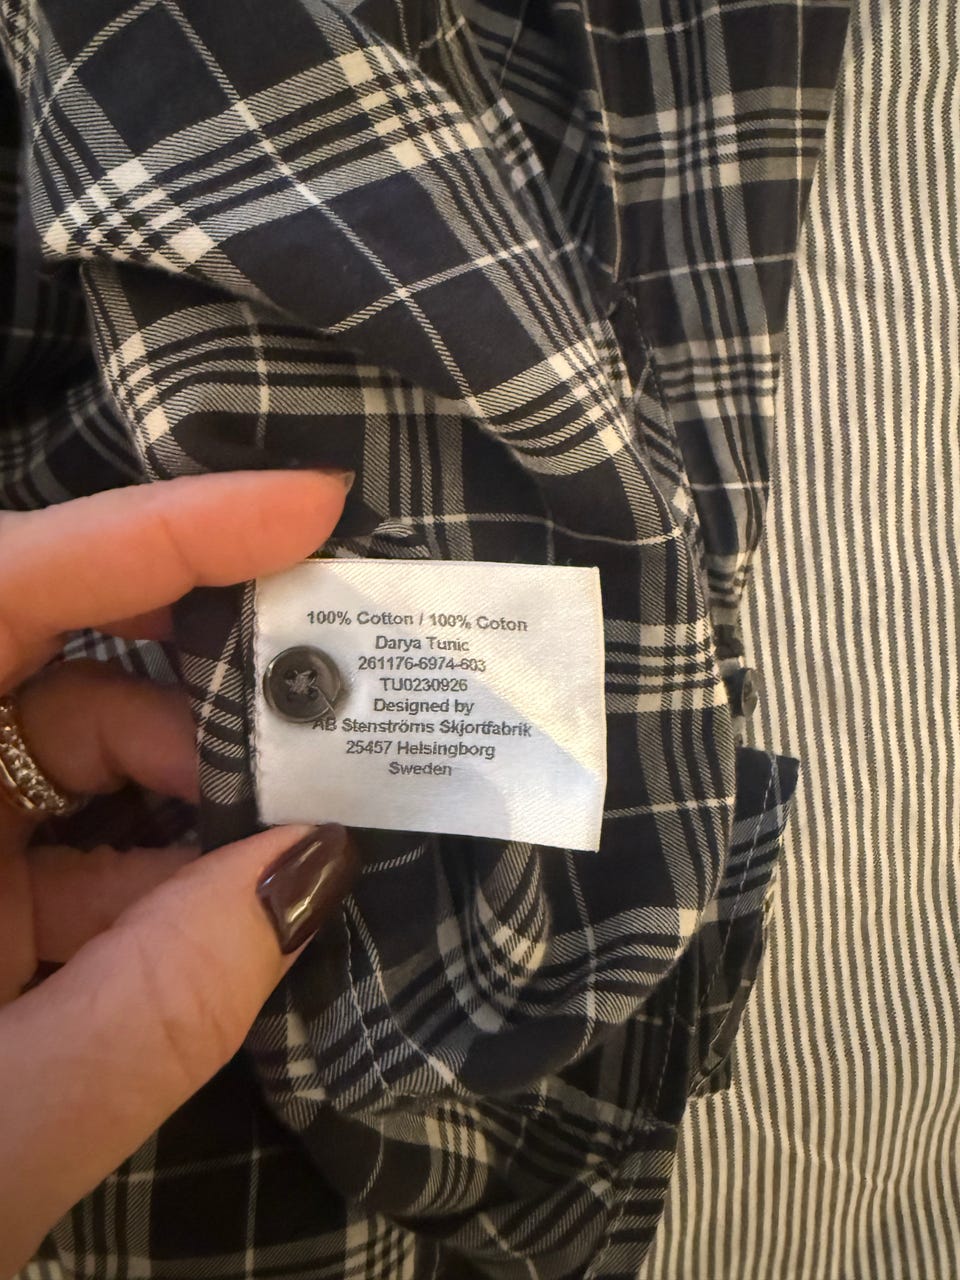 100% Cotton / 100% Coton
Darya Tunic
261176-6974-603
TU0230926
Designed by
AB Stenströms Skjortfabrik
25457 Helsingborg
Sweden